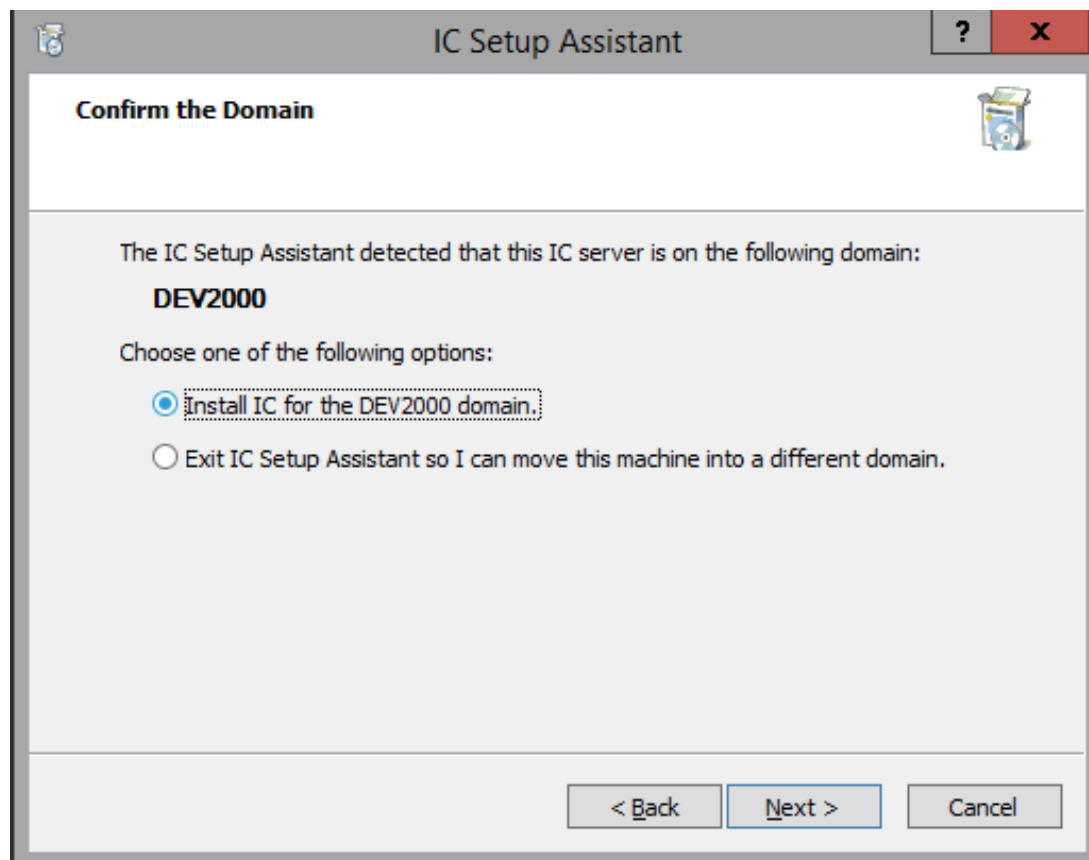 IC Setup Assistant
?
x
Confirm the Domain
The IC Setup Assistant detected that this IC server is on the following domain:
DEV2000
Choose one of the following options:
Install IC for the DEV2000 domain.
Exit IC Setup Assistant so I can move this machine into a different domain.
< Back
Next >
Cancel